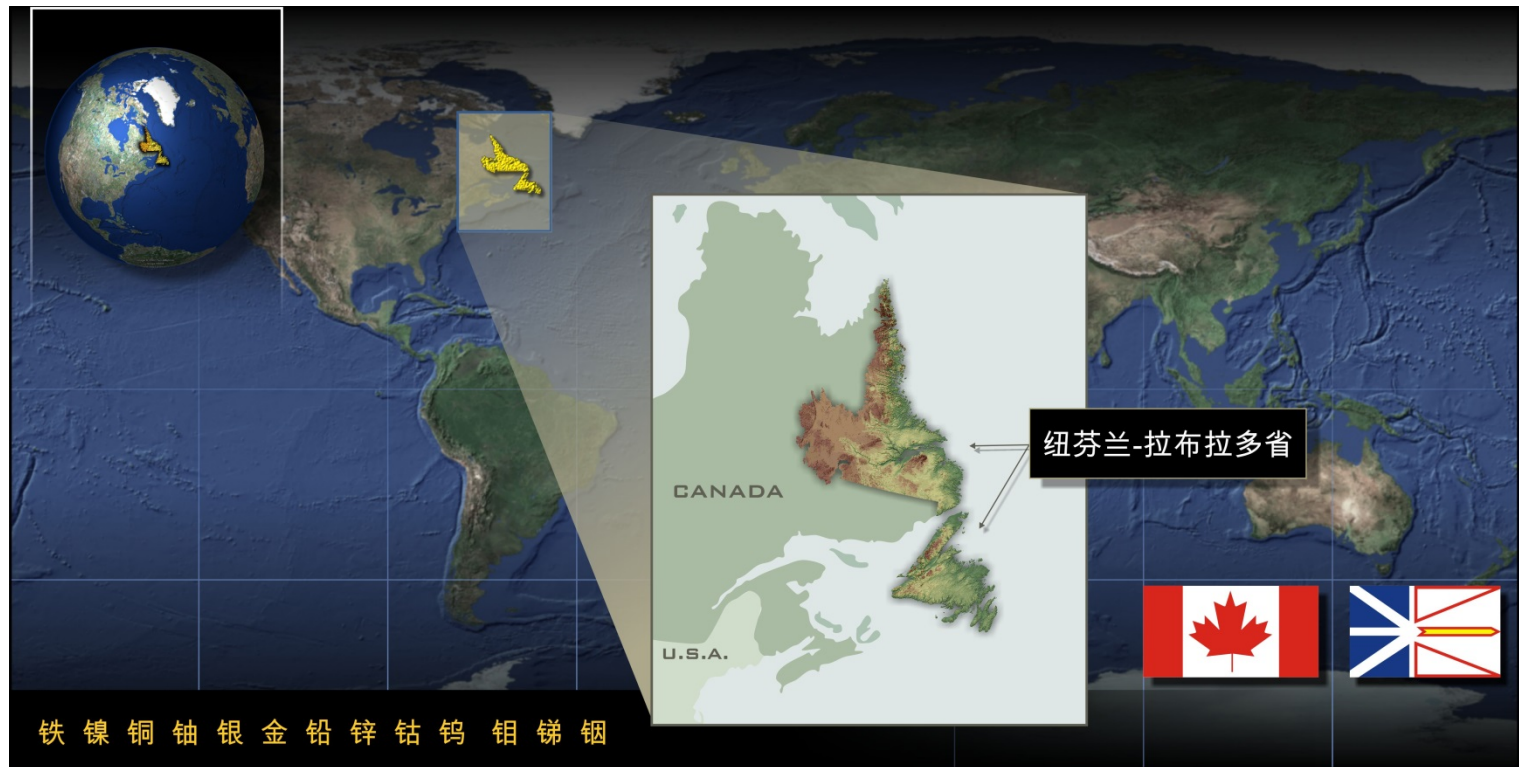 纽芬兰-拉布拉多省
CANADA
U.S.A.
铁 镍 铜 铀 银 金 铅 锌 钴 钨 钼 锑 铟